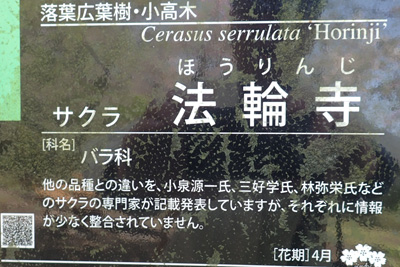 落葉広葉樹・小高木
Cerasus serrulata ‘Horinji’
ほうりんじ
サクラ 法輪寺
[科名]
バラ科
他の品種との違いを、小泉源一氏、三好学氏、林弥栄氏など
のサクラの専門家が記載発表していますが、それぞれに情報
が少なく整合されていません。
[花期] 4月